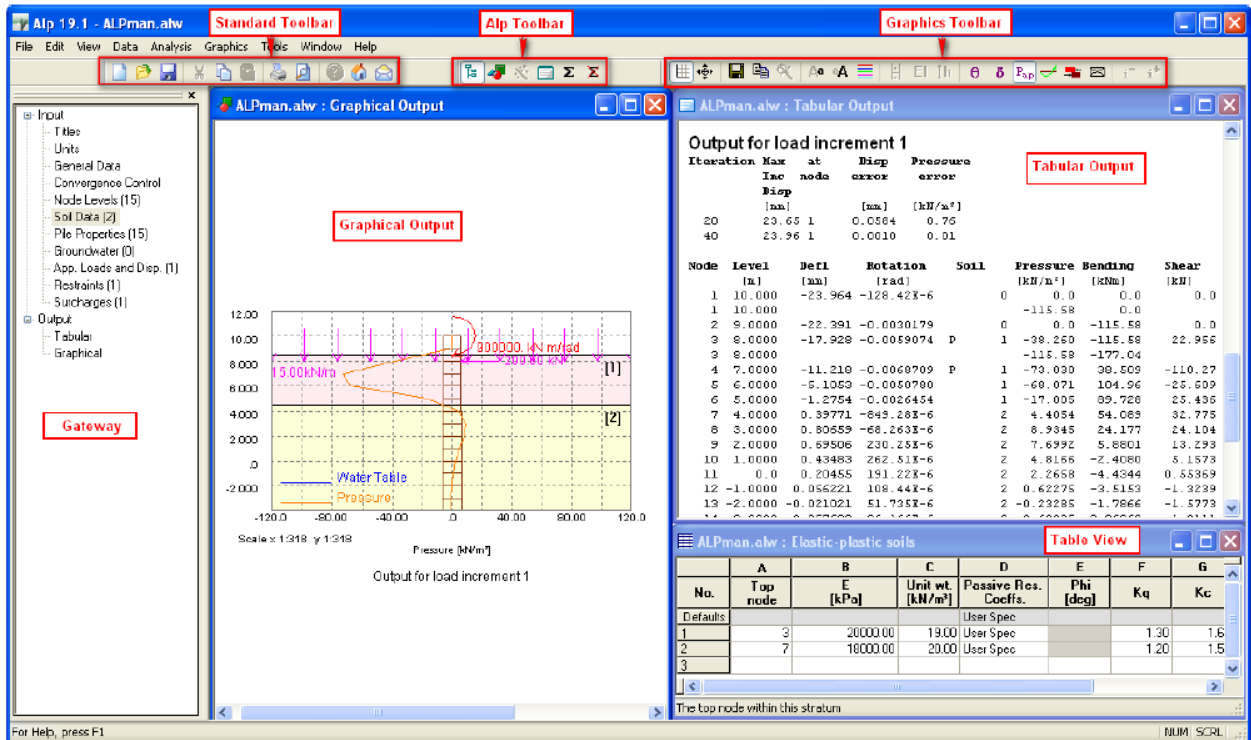 Alp 19.1 - ALPman.alw
Standard Toolbar
Alp Toolbar
Graphics Toolbar
File Edit View Data Analysis Graphics Tools Window Help
Input
Titles
Units
General Data
Convergence Control
Node Levels (15)
Soil Data (2)
Pile Properties (15)
Groundwater (0)
App. Loads and Disp. (1)
Restraints (1)
Surcharges (1)
Output
Tabular
Graphical
Gateway
ALPman.alw : Graphical Output
Graphical Output
12.00
10.00
8.000
6.000
4.000
2.000
.0
-2.000
15.00kN/m
[1]
[2]
Water Table
Pressure
-120.0 -80.00 -40.00 .0 40.00 80.00 120.0
Scale x 1:318 y 1:318
Pressure [kN/m²]
Output for load increment 1
ALPman.alw : Tabular Output
Tabular Output
Output for load increment 1
Iteration Max at Disp Pressure
Inc node error error
Disp
[mm] [mm] [kN/m²]
20 23.65 1 0.0584 0.76
40 23.96 1 0.0010 0.01
Node Level Defl Rotation Soil Pressure Bending Shear
[m] [mm] [rad] [kN/m²] [kNm] [kN]
1 10.000 -23.964 -128.42E-6 0 0.0 0.0 0.0
1 10.000 -115.58 0.0
2 9.0000 -22.391 -0.0030179 0 0.0 -115.58 0.0
3 8.0000 -17.928 -0.0059074 P 1 -38.260 -115.58 22.956
3 8.0000 -115.58 -177.04
4 7.0000 -11.218 -0.0068709 P 1 -73.030 38.509 -110.27
5 6.0000 -5.1053 -0.0050780 1 -68.071 104.96 -25.609
6 5.0000 -1.2754 -0.0026454 1 -17.005 89.728 25.436
7 4.0000 0.39771 -849.28E-6 2 4.4054 54.089 32.775
8 3.0000 0.80659 -68.263E-6 2 8.9345 24.177 24.104
9 2.0000 0.69506 230.25E-6 2 7.6992 5.8801 13.293
10 1.0000 0.43483 262.51E-6 2 4.8166 -2.4080 5.1573
11 0.0 0.20455 191.22E-6 2 2.2658 -4.4344 0.55369
12 -1.0000 0.056221 108.44E-6 2 0.62275 -3.5153 -1.3239
13 -2.0000 -0.021021 51.735E-6 2 -0.23285 -1.7866 -1.5773
ALPman.alw : Elastic-plastic soils
Table View
A B C D E F G
No. Top node E [kPa] Unit wt. [kN/m³] Passive Res. Coeffs. Phi [deg] Kq Kc
Defaults User Spec
1 3 20000.00 19.00 User Spec 1.30 1.6
2 7 18000.00 20.00 User Spec 1.20 1.5
3
The top node within this stratum
For Help, press F1
NUM SCRL